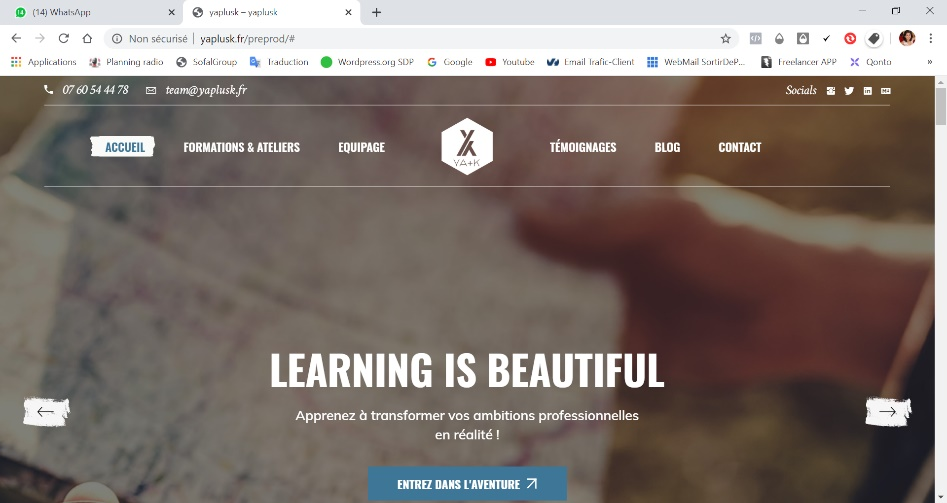 (14) WhatsApp
yaplusk – yaplusk
Non sécurisé | yaplusk.fr/preprod/#
Applications Planning radio SofalGroup Traduction Wordpress.org SDP Google Youtube Email Trafic-Client WebMail SortirDeP... Freelancer APP Qonto »
07 60 54 44 78 team@yaplusk.fr Socials
ACCUEIL FORMATIONS & ATELIERS EQUIPAGE TÉMOIGNAGES BLOG CONTACT
YA+K
LEARNING IS BEAUTIFUL
Apprenez à transformer vos ambitions professionnelles
en réalité !
ENTREZ DANS L'AVENTURE